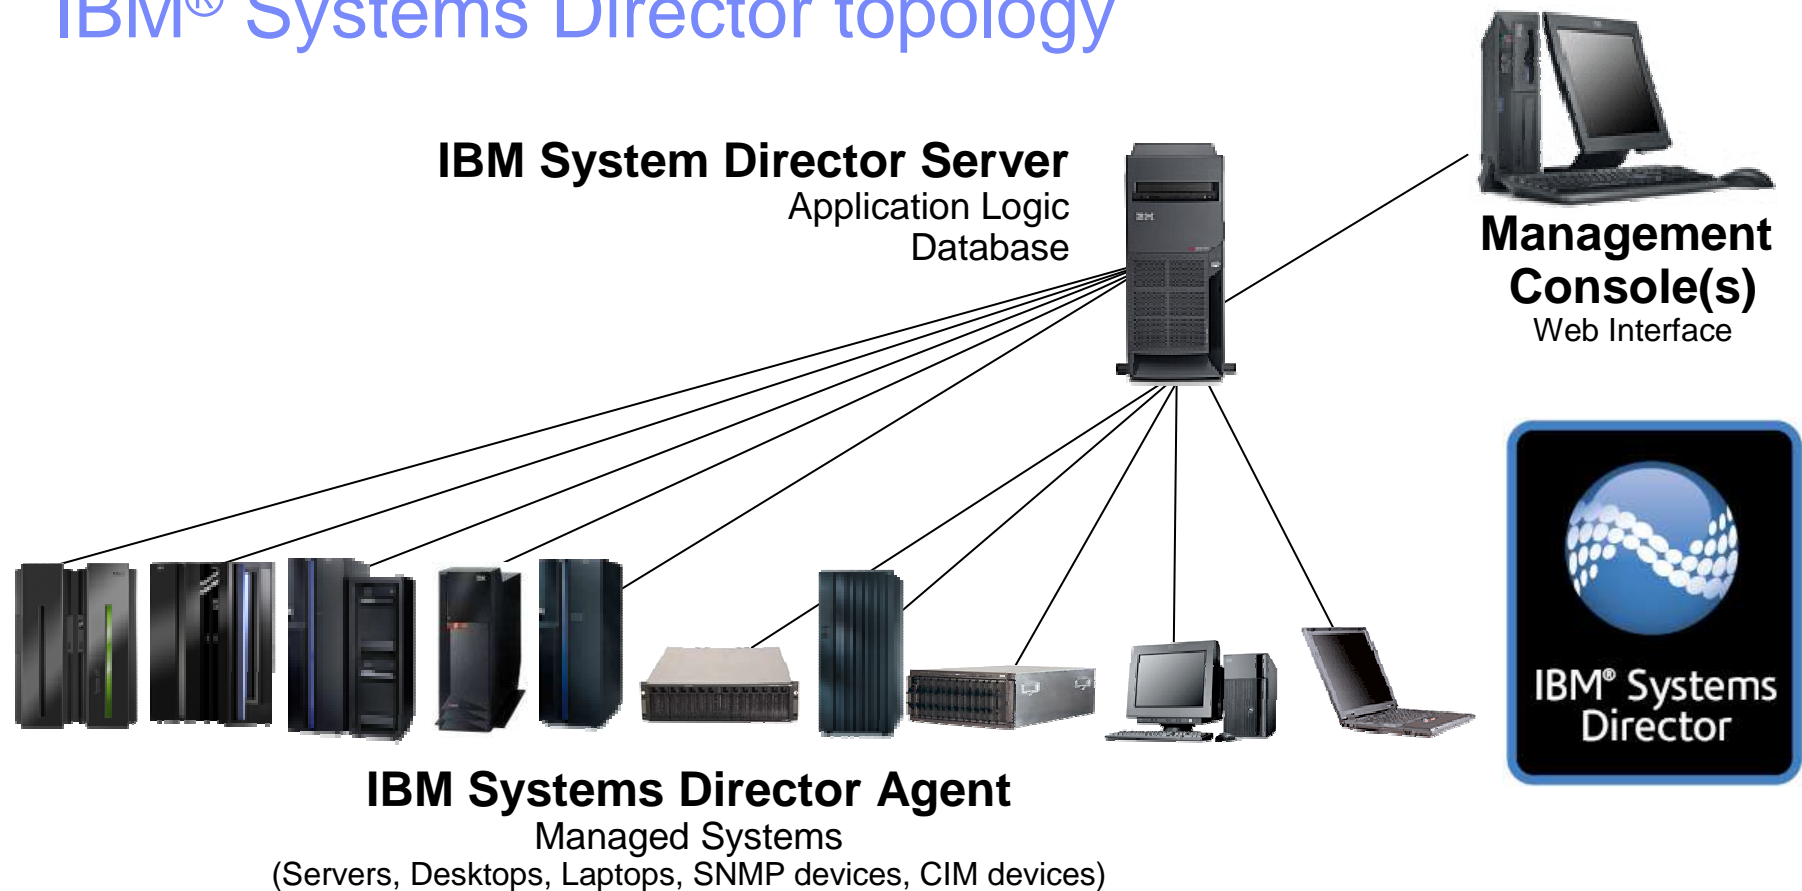 IBM® Systems Director topology
IBM System Director Server
Application Logic
Database
Management
Console(s)
Web Interface
IBM® Systems
Director
IBM Systems Director Agent
Managed Systems
(Servers, Desktops, Laptops, SNMP devices, CIM devices)